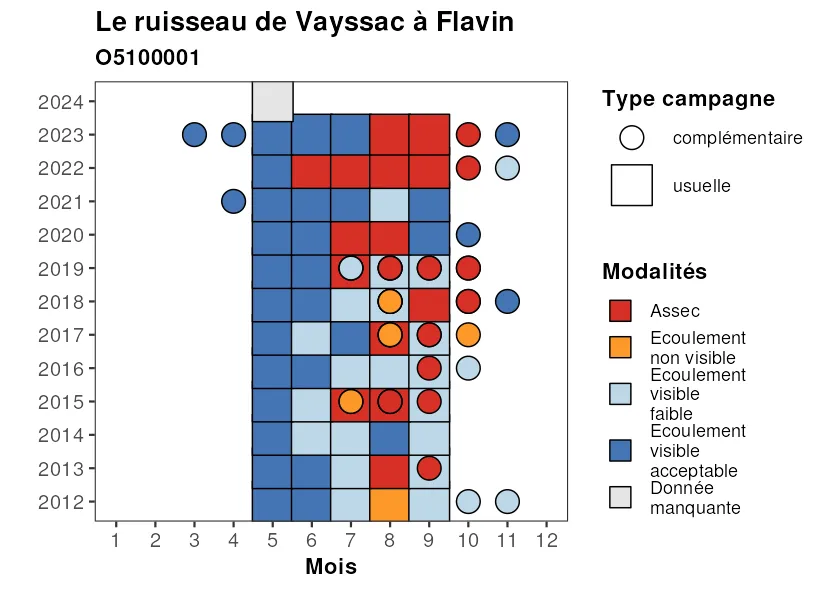 Le ruisseau de Vayssac à Flavin
O5100001
2024
2023
2022
2021
2020
2019
2018
2017
2016
2015
2014
2013
2012
1 2 3 4 5 6 7 8 9 10 11 12
Mois
Type campagne
complémentaire
usuelle
Modalités
Assec
Ecoulement
non visible
Ecoulement
visible
faible
Ecoulement
visible
acceptable
Donnée
manquante